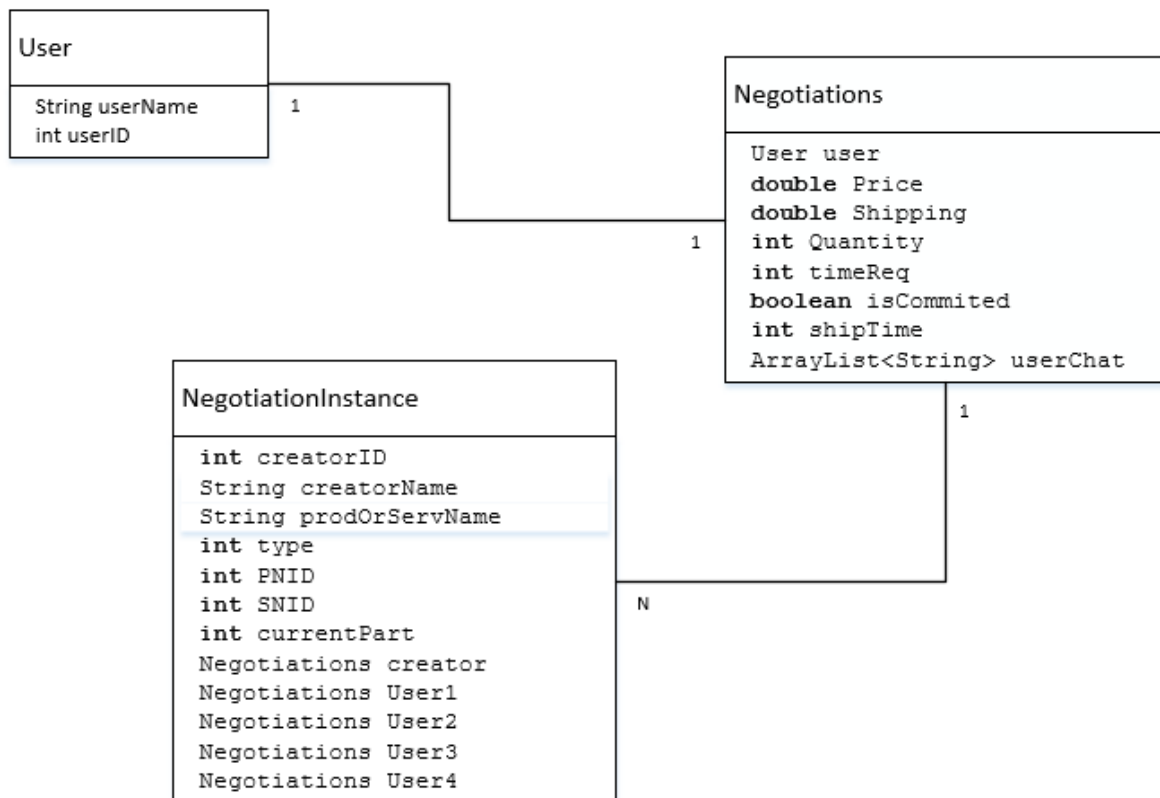 User
String userName
int userID
1
Negotiations
User user
double Price
double Shipping
int Quantity
int timeReq
boolean isCommited
int shipTime
ArrayList<String> userChat
1
1
NegotiationInstance
int creatorID
String creatorName
String prodOrServName
int type
int PNID
int SNID
int currentPart
Negotiations creator
Negotiations User1
Negotiations User2
Negotiations User3
Negotiations User4
N